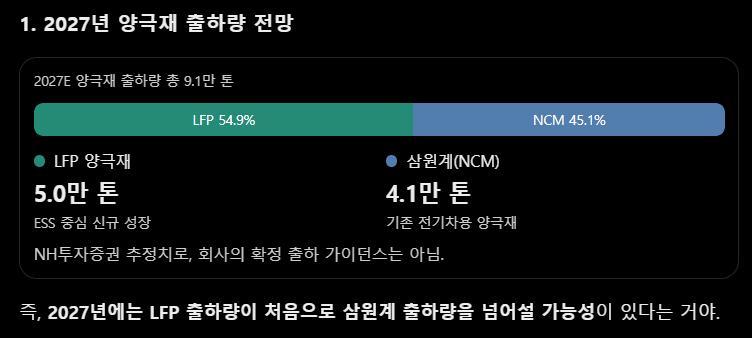 1. 2027년 양극재 출하량 전망
2027E 양극재 출하량 총 9.1만 톤
LFP 54.9%
NCM 45.1%
LFP 양극재
삼원계(NCM)
5.0만 톤
4.1만 톤
ESS 중심 신규 성장
기존 전기차용 양극재
NH투자증권 추정치로, 회사의 확정 출하 가이던스는 아님.
즉, 2027년에는 LFP 출하량이 처음으로 삼원계 출하량을 넘어설 가능성이 있다는 거야.